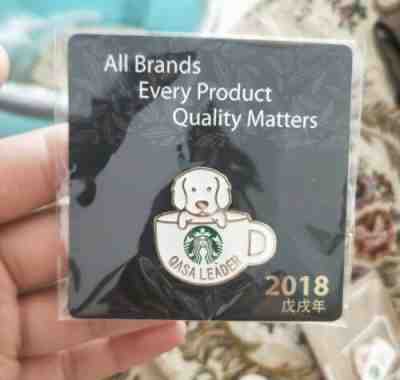 All Brands
Every Product
Quality Matters
QASA LEADER
2018
戊戌年